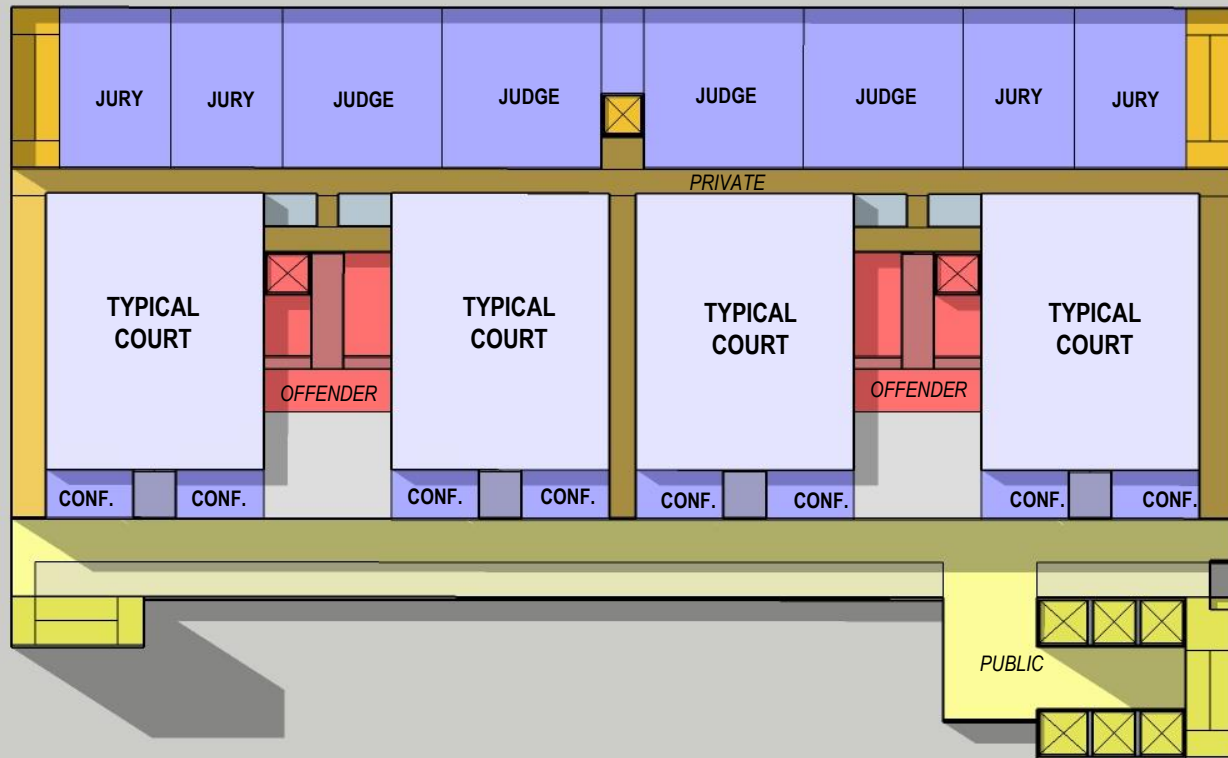 JURY
JURY
JUDGE
JUDGE
JUDGE
JUDGE
JURY
JURY
PRIVATE
TYPICAL
COURT
TYPICAL
COURT
TYPICAL
COURT
TYPICAL
COURT
OFFENDER
OFFENDER
CONF.
CONF.
CONF.
CONF.
CONF.
CONF.
CONF.
CONF.
PUBLIC